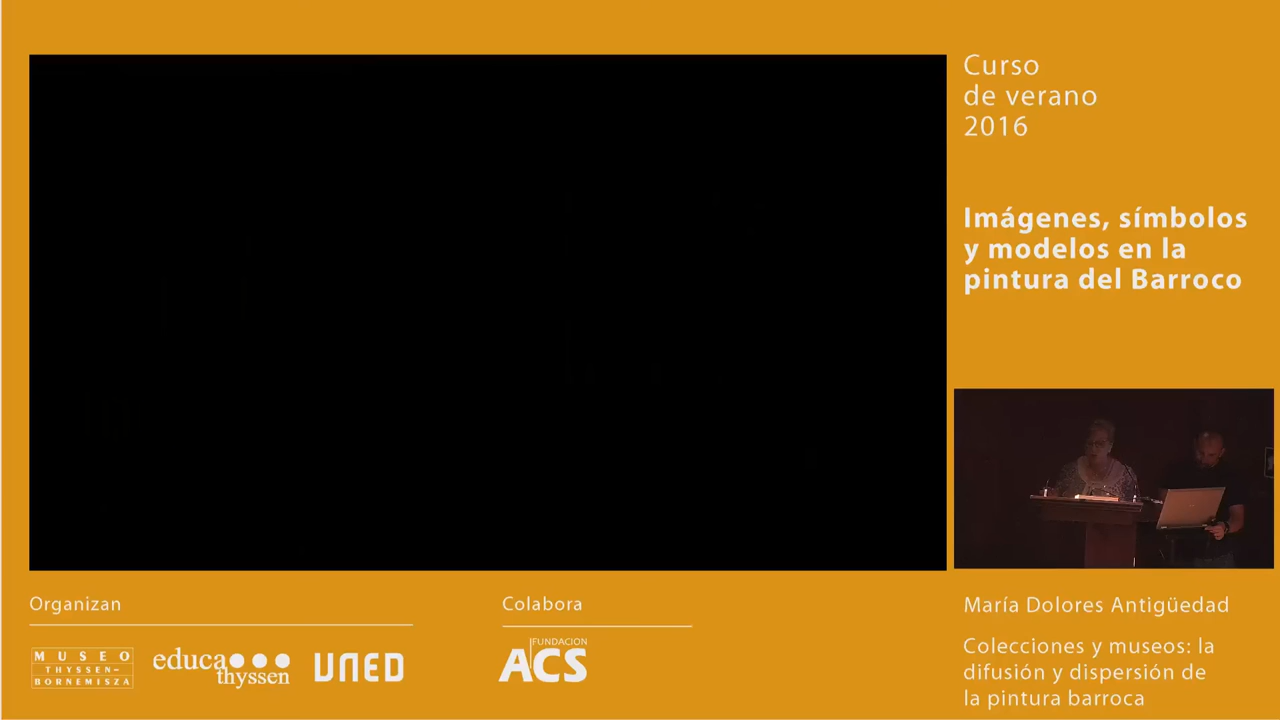 Curso
de verano
2016
Imágenes, símbolos
y modelos en la
pintura del Barroco
Organizan
Colabora
MUSEO
THYSSEN-
BORNEMISZA
educa
thyssen
UNED
FUNDACION
ACS
María Dolores Antigüedad
Colecciones y museos: la
difusión y dispersión de
la pintura barroca